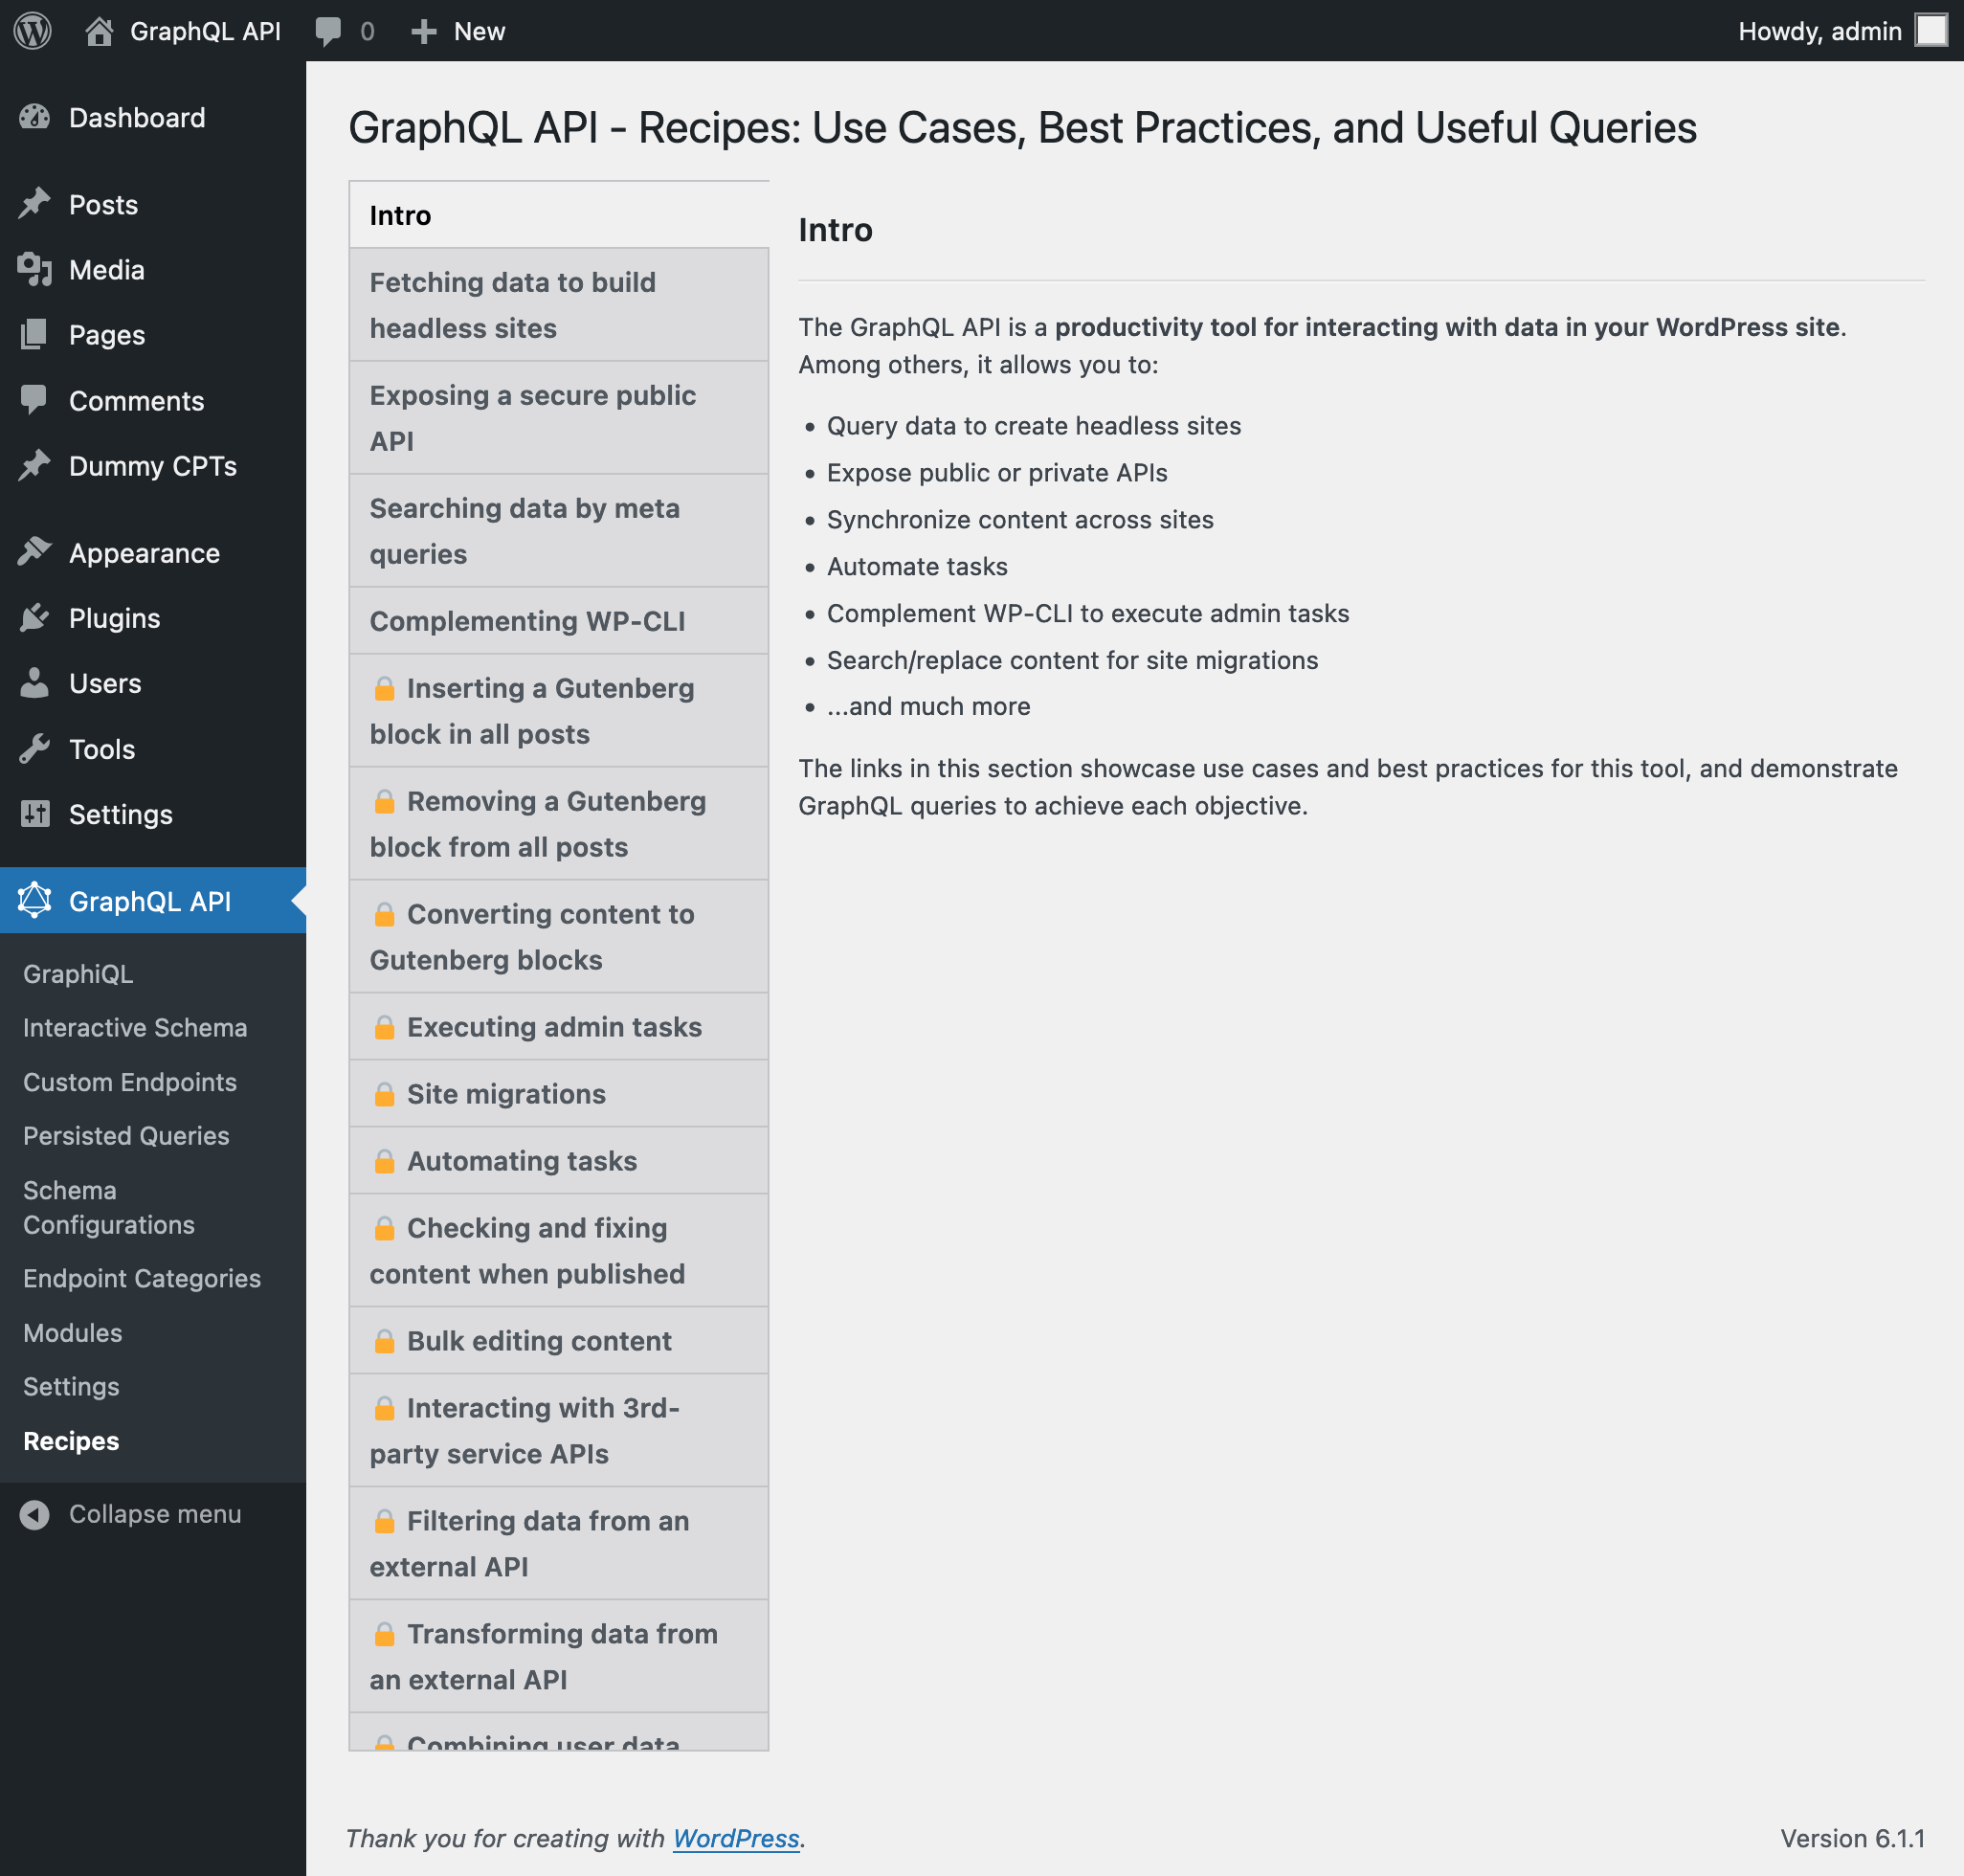 GraphQL API
0
New
Howdy, admin
Dashboard
Posts
Media
Pages
Comments
Dummy CPTs
Appearance
Plugins
Users
Tools
Settings
GraphQL API
GraphiQL
Interactive Schema
Custom Endpoints
Persisted Queries
Schema
Configurations
Endpoint Categories
Modules
Settings
Recipes
Collapse menu
GraphQL API - Recipes: Use Cases, Best Practices, and Useful Queries
Intro
Fetching data to build
headless sites
Exposing a secure public
API
Searching data by meta
queries
Complementing WP-CLI
🔒 Inserting a Gutenberg
block in all posts
🔒 Removing a Gutenberg
block from all posts
🔒 Converting content to
Gutenberg blocks
🔒 Executing admin tasks
🔒 Site migrations
🔒 Automating tasks
🔒 Checking and fixing
content when published
🔒 Bulk editing content
🔒 Interacting with 3rd-
party service APIs
🔒 Filtering data from an
external API
🔒 Transforming data from
an external API
🔒 Combining user data
Intro
The GraphQL API is a productivity tool for interacting with data in your WordPress site.
Among others, it allows you to:
• Query data to create headless sites
• Expose public or private APIs
• Synchronize content across sites
• Automate tasks
• Complement WP-CLI to execute admin tasks
• Search/replace content for site migrations
• ...and much more
The links in this section showcase use cases and best practices for this tool, and demonstrate
GraphQL queries to achieve each objective.
Thank you for creating with WordPress.
Version 6.1.1